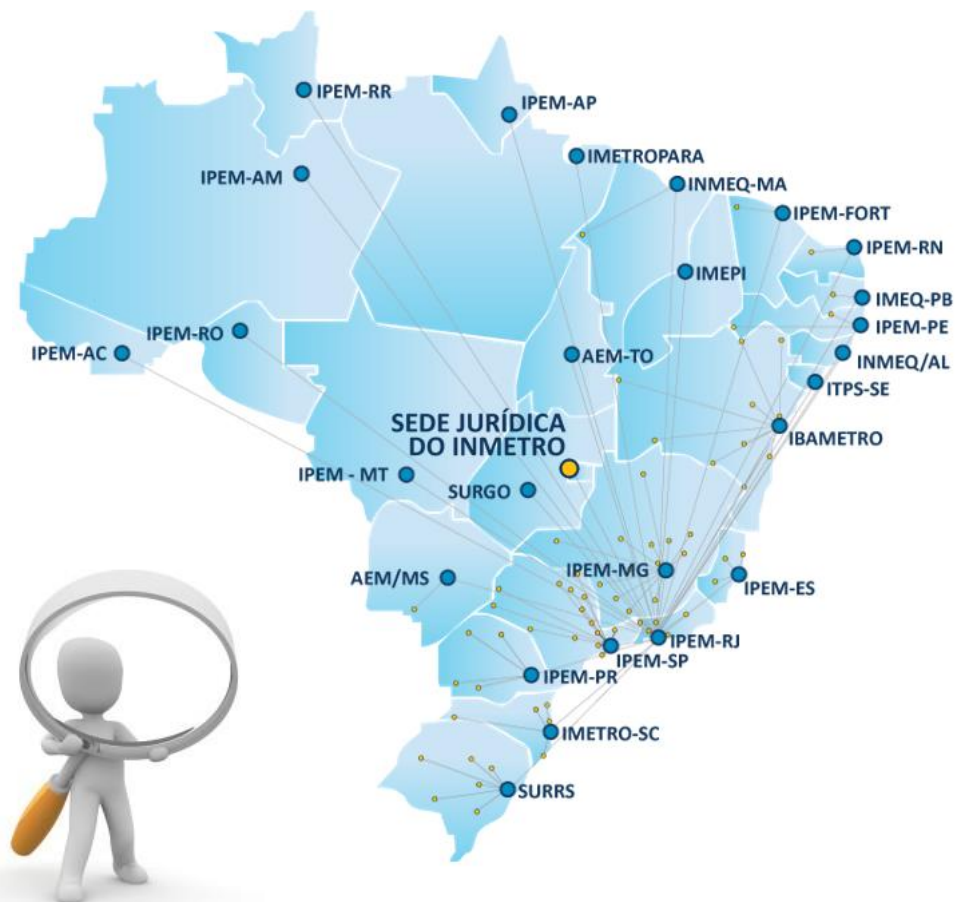 IPEM-RR
IPEM-AP
IMETROPARA
IPEM-AM
INMEQ-MA
IPEM-FORT
IPEM-RN
IMEPI
IMEQ-PB
IPEM-RO
IPEM-PE
IPEM-AC
AEM-TO
INMEQ/AL
ITPS-SE
SEDE JURÍDICA
DO INMETRO
IBAMETRO
IPEM - MT
SURGO
IPEM-MG
AEM/MS
IPEM-ES
IPEM-RJ
IPEM-SP
IPEM-PR
IMETRO-SC
SURRS